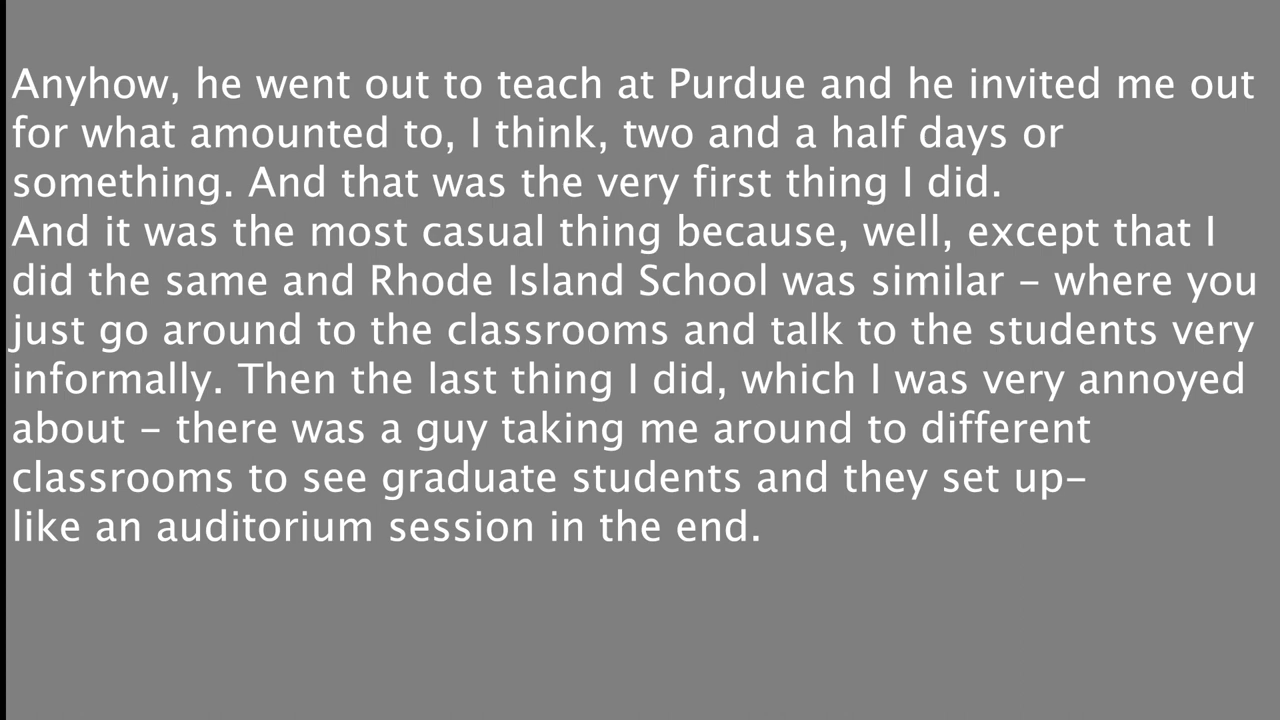 Anyhow, he went out to teach at Purdue and he invited me out
for what amounted to, I think, two and a half days or
something. And that was the very first thing I did.
And it was the most casual thing because, well, except that I
did the same and Rhode Island School was similar – where you
just go around to the classrooms and talk to the students very
informally. Then the last thing I did, which I was very annoyed
about – there was a guy taking me around to different
classrooms to see graduate students and they set up–
like an auditorium session in the end.